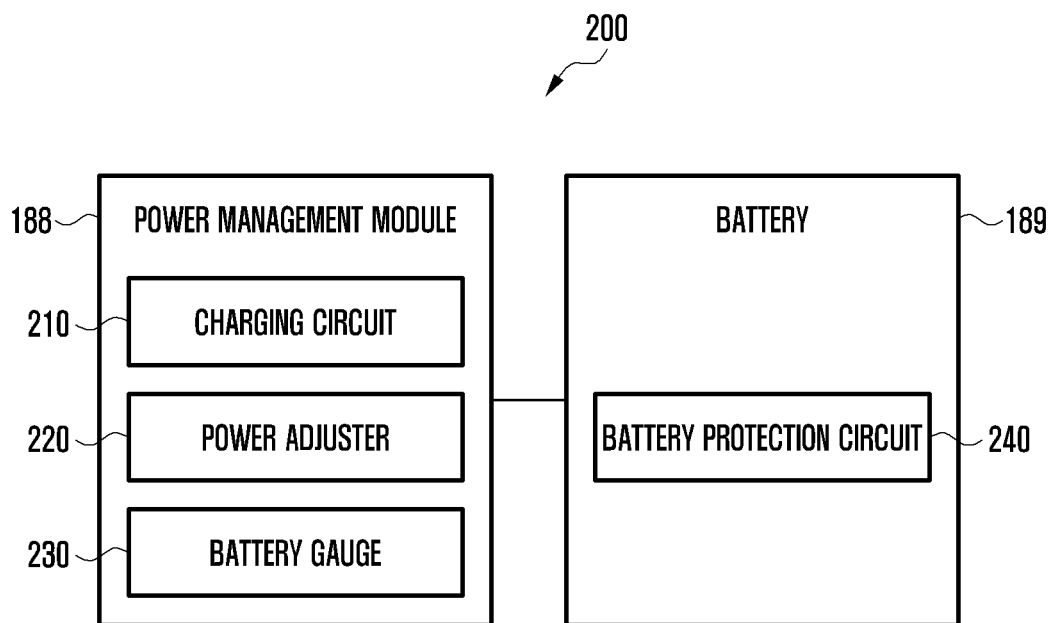 200
188
POWER MANAGEMENT MODULE
BATTERY
189
210
CHARGING CIRCUIT
220
POWER ADJUSTER
BATTERY PROTECTION CIRCUIT
240
230
BATTERY GAUGE